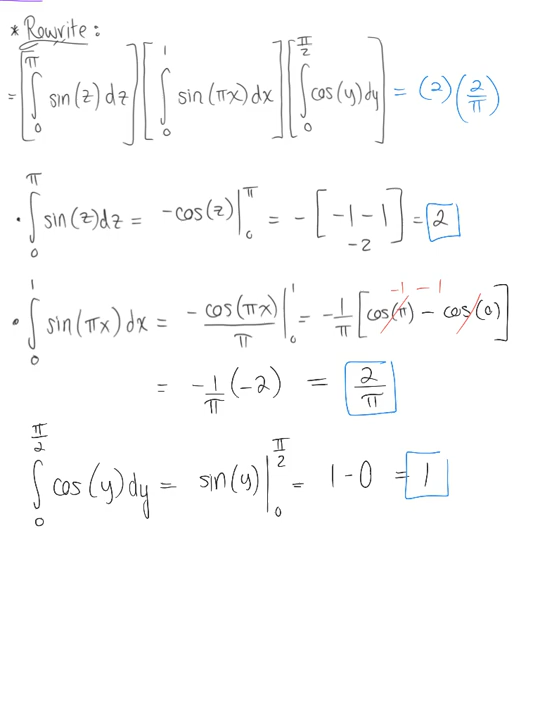 * Rewrite:
= [∫₀^π sin(z) dz] [∫₀^1 sin(πx) dx] [∫₀^(π/2) cos(y) dy] = (2)(2/π)
• ∫₀^π sin(z) dz = -cos(z) |₀^π = - [-1 - 1] = 2
-2
• ∫₀^1 sin(πx) dx = - cos(πx)/π |₀^1 = -1/π [cos(π) - cos(0)]
-1 - 1
= -1/π (-2) = 2/π
∫₀^(π/2) cos(y) dy = sin(y) |₀^(π/2) = 1 - 0 = 1